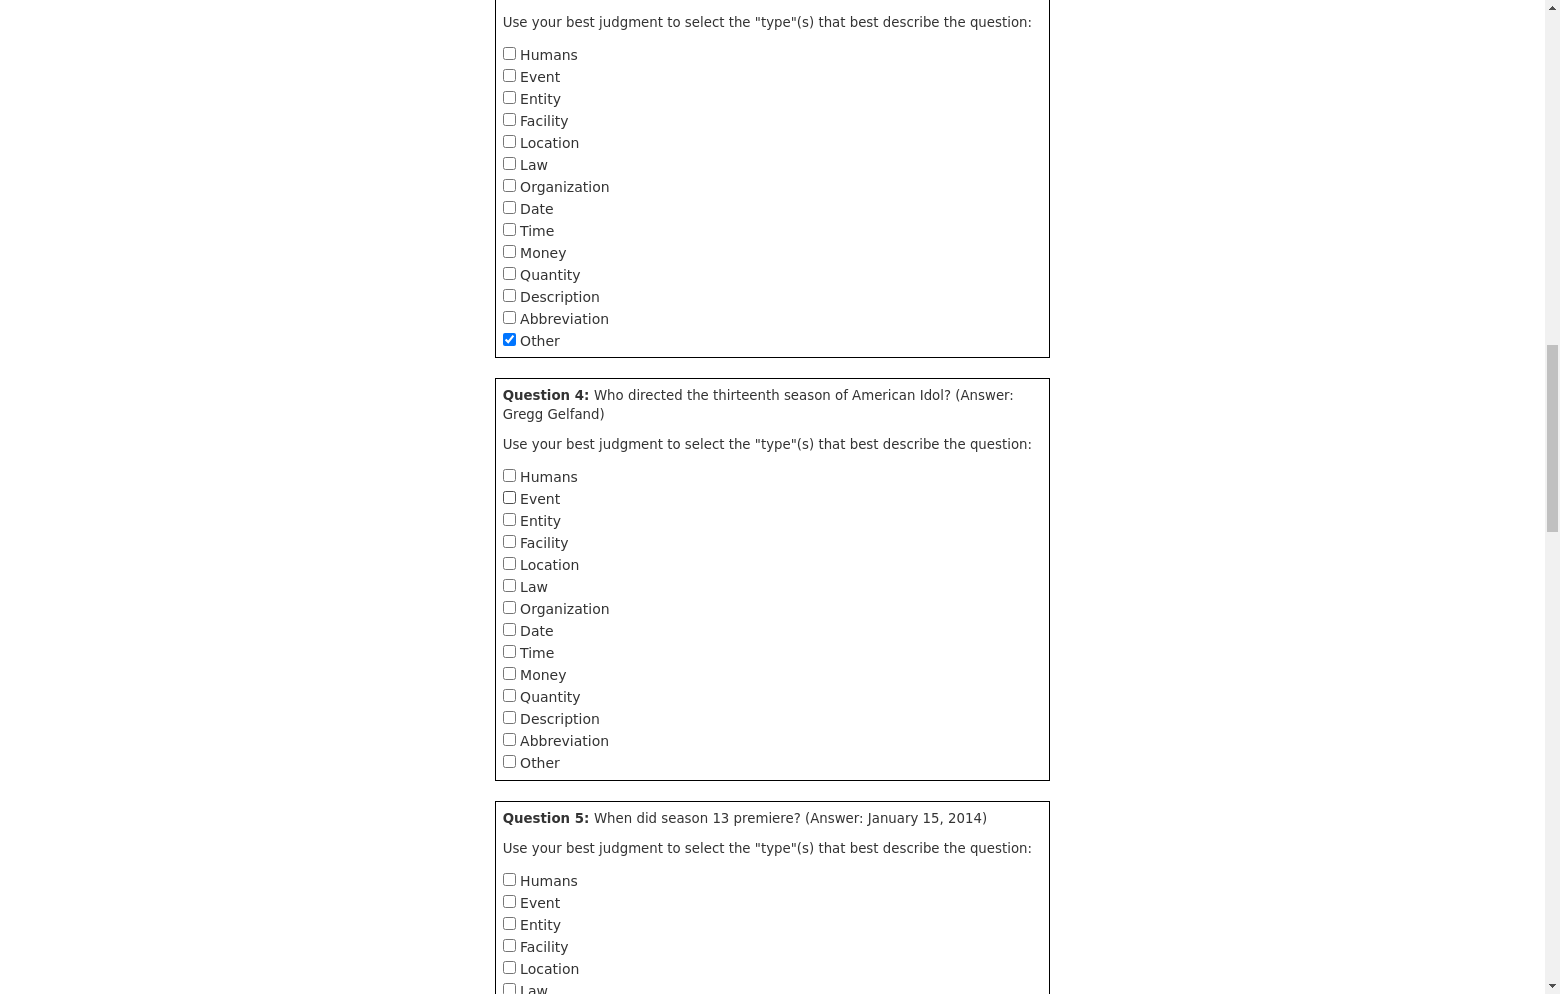 Use your best judgment to select the "type"(s) that best describe the question:
Humans
Event
Entity
Facility
Location
Law
Organization
Date
Time
Money
Quantity
Description
Abbreviation
Other
Question 4: Who directed the thirteenth season of American Idol? (Answer:
Gregg Gelfand)
Use your best judgment to select the "type"(s) that best describe the question:
Humans
Event
Entity
Facility
Location
Law
Organization
Date
Time
Money
Quantity
Description
Abbreviation
Other
Question 5: When did season 13 premiere? (Answer: January 15, 2014)
Use your best judgment to select the "type"(s) that best describe the question:
Humans
Event
Entity
Facility
Location
Law